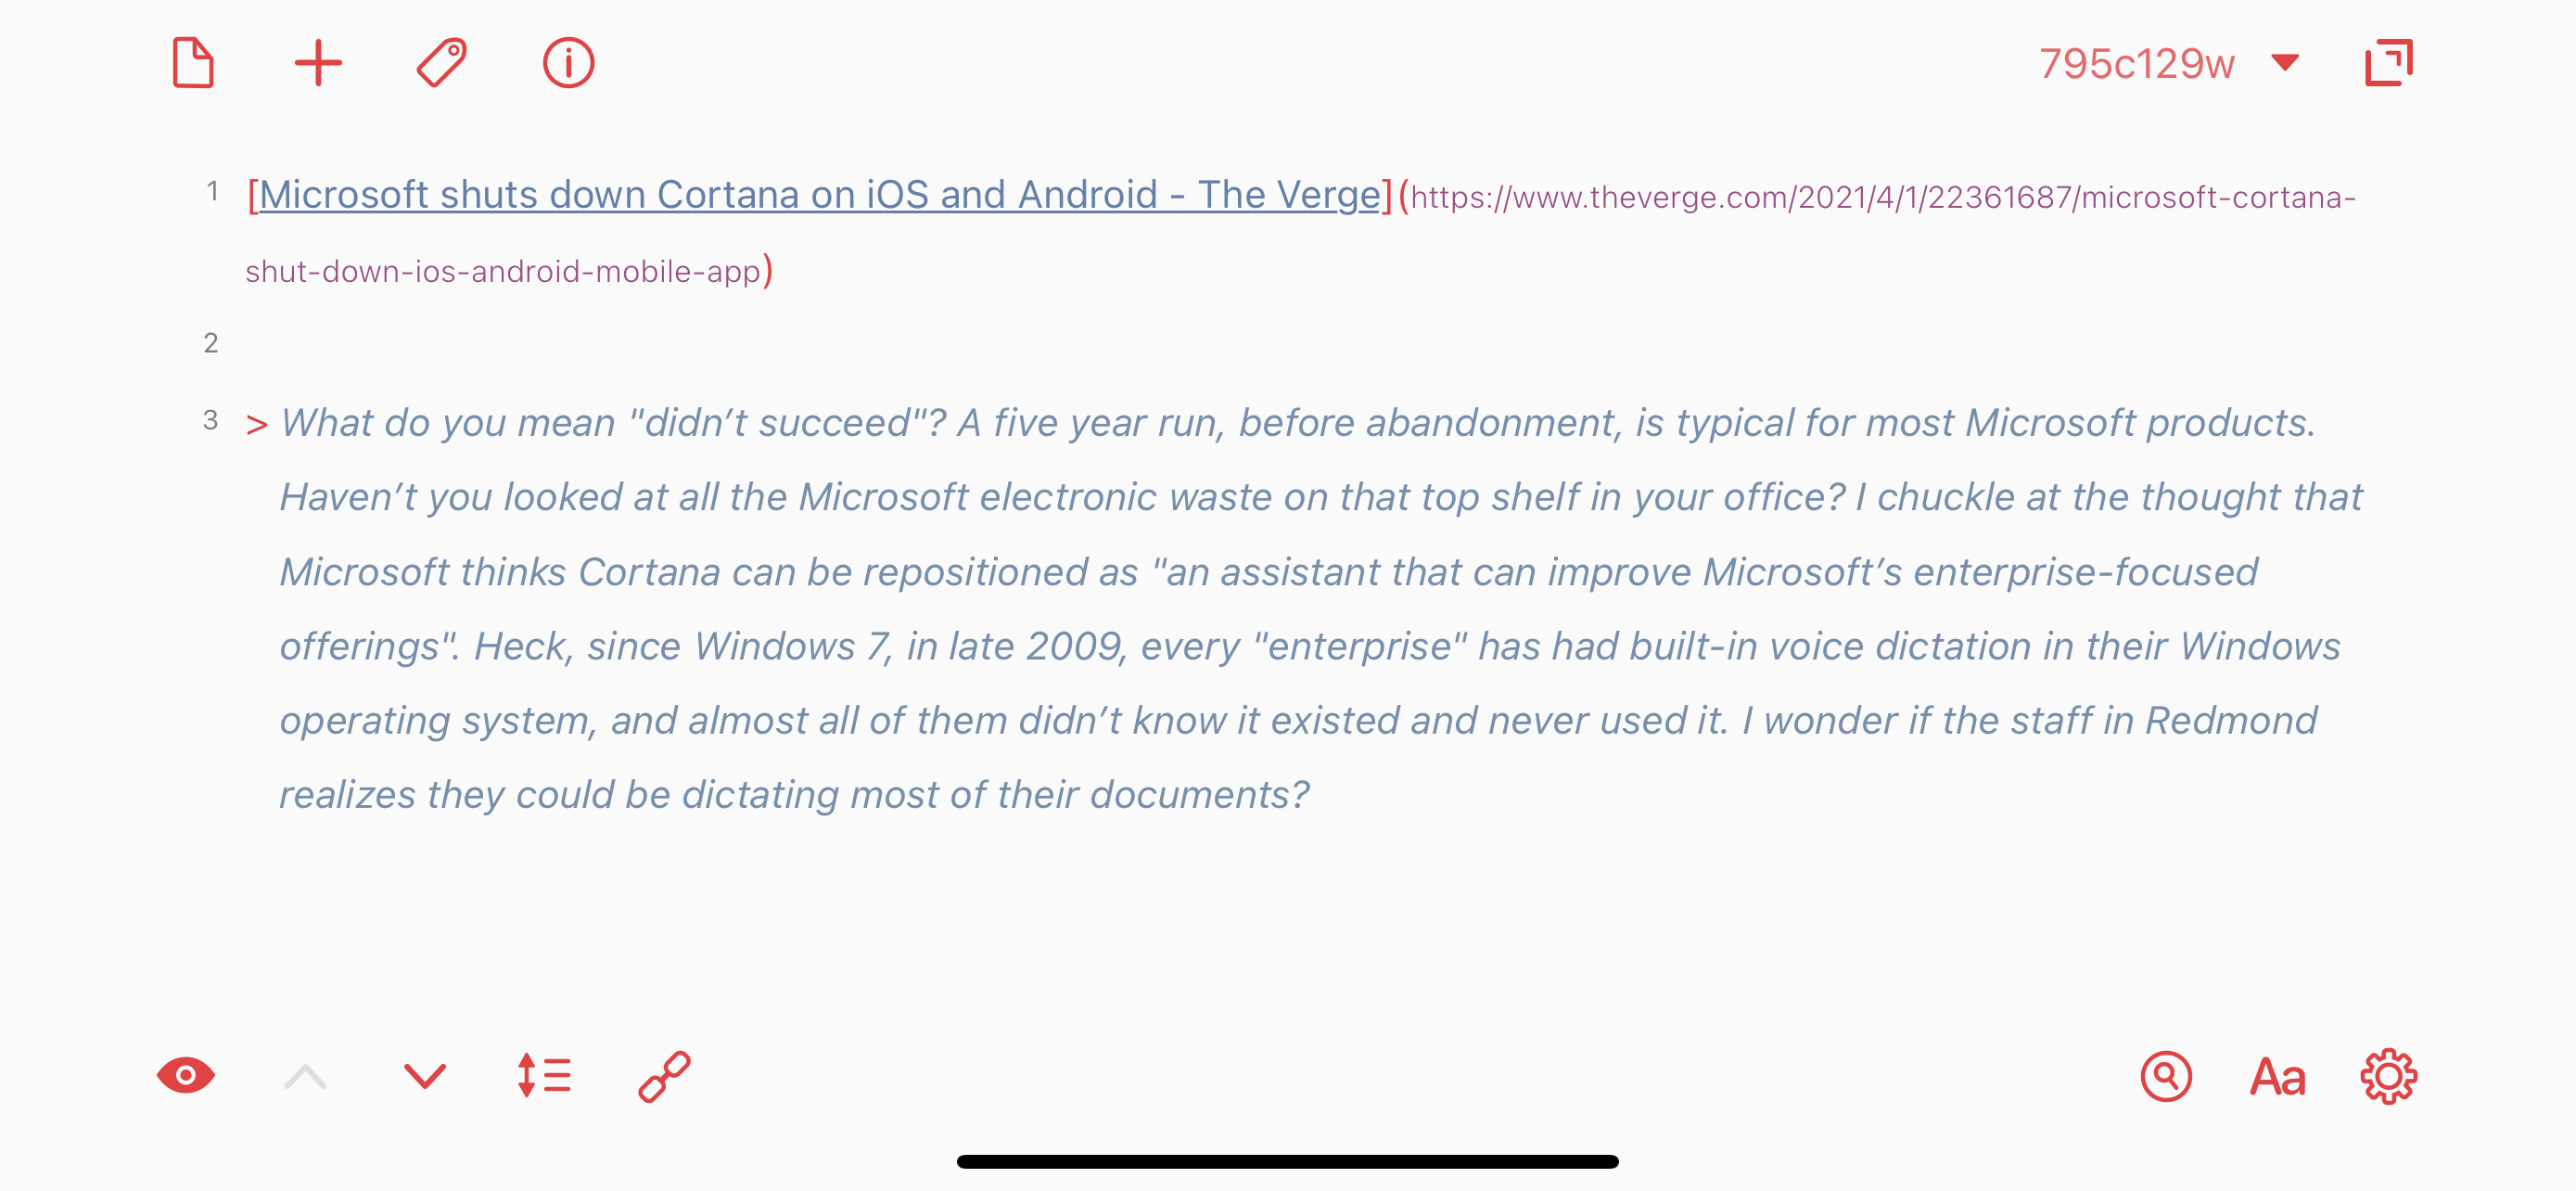 795c129w
1 [Microsoft shuts down Cortana on iOS and Android - The Verge](https://www.theverge.com/2021/4/1/22361687/microsoft-cortana-
shut-down-ios-android-mobile-app)
2
3 > What do you mean "didn’t succeed"? A five year run, before abandonment, is typical for most Microsoft products.
Haven’t you looked at all the Microsoft electronic waste on that top shelf in your office? I chuckle at the thought that
Microsoft thinks Cortana can be repositioned as "an assistant that can improve Microsoft’s enterprise-focused
offerings". Heck, since Windows 7, in late 2009, every "enterprise" has had built-in voice dictation in their Windows
operating system, and almost all of them didn’t know it existed and never used it. I wonder if the staff in Redmond
realizes they could be dictating most of their documents?
Aa